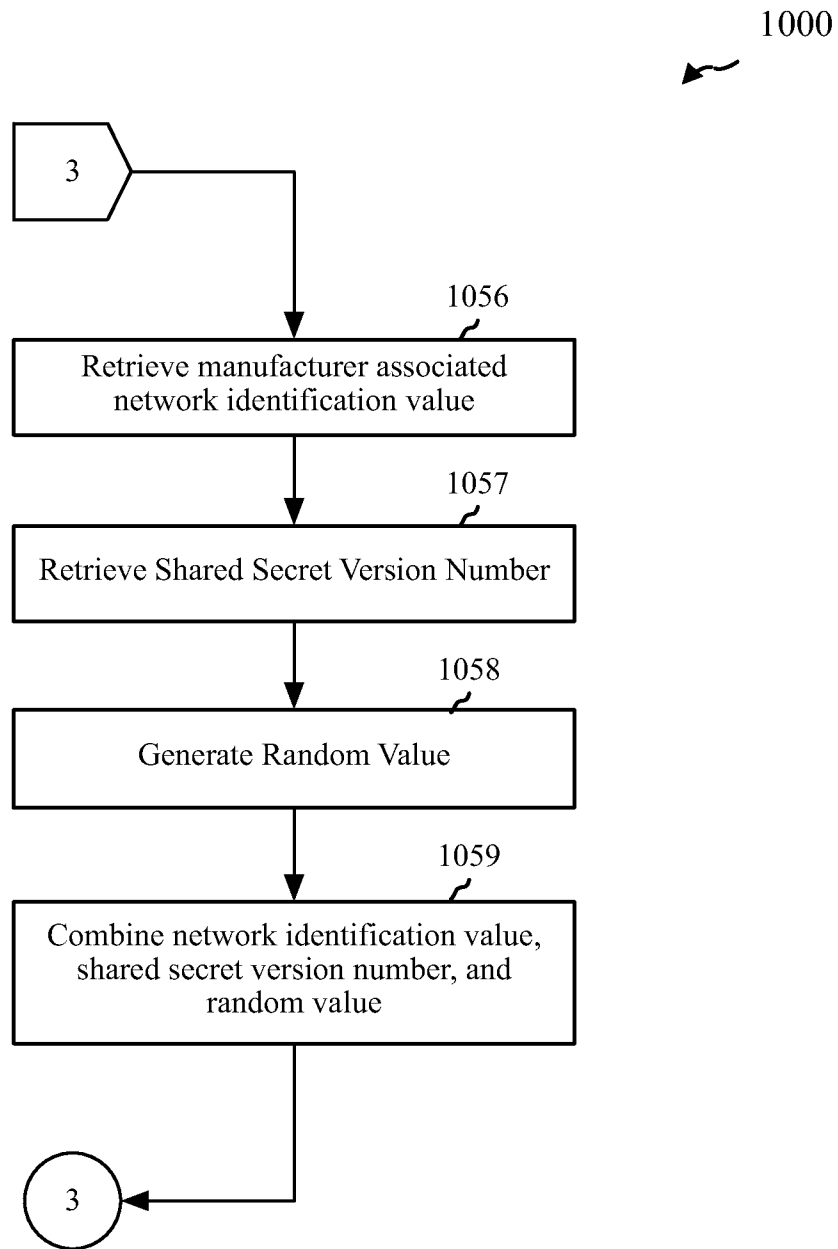 1000
3
1056
Retrieve manufacturer associated
network identification value
1057
Retrieve Shared Secret Version Number
1058
Generate Random Value
1059
Combine network identification value,
shared secret version number, and
random value
3